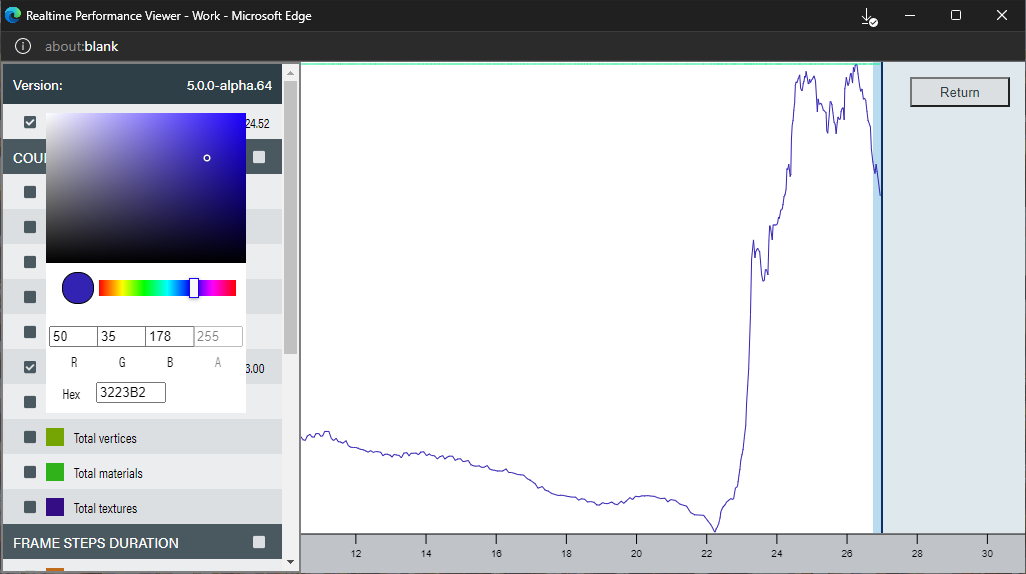 Realtime Performance Viewer - Work - Microsoft Edge
about:blank
Version: 5.0.0-alpha.64
24.52
Return
COU
50 35 178 255
R G B A
3.00
Hex 3223B2
Total vertices
Total materials
Total textures
FRAME STEPS DURATION
12 14 16 18 20 22 24 26 28 30